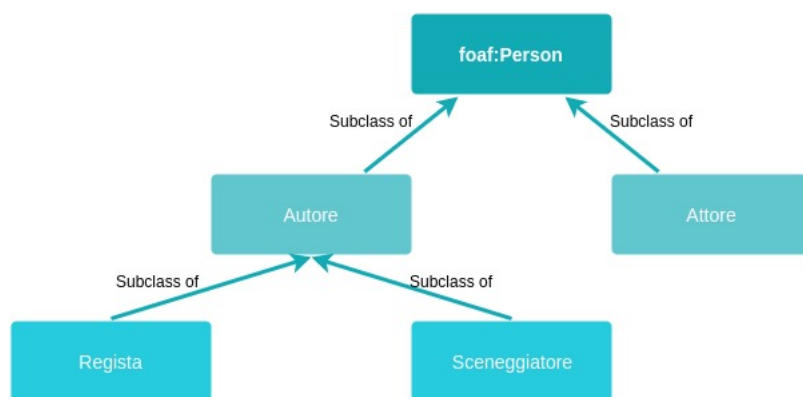 foaf:Person
Subclass of
Subclass of
Autore
Attore
Subclass of
Subclass of
Regista
Sceneggiatore